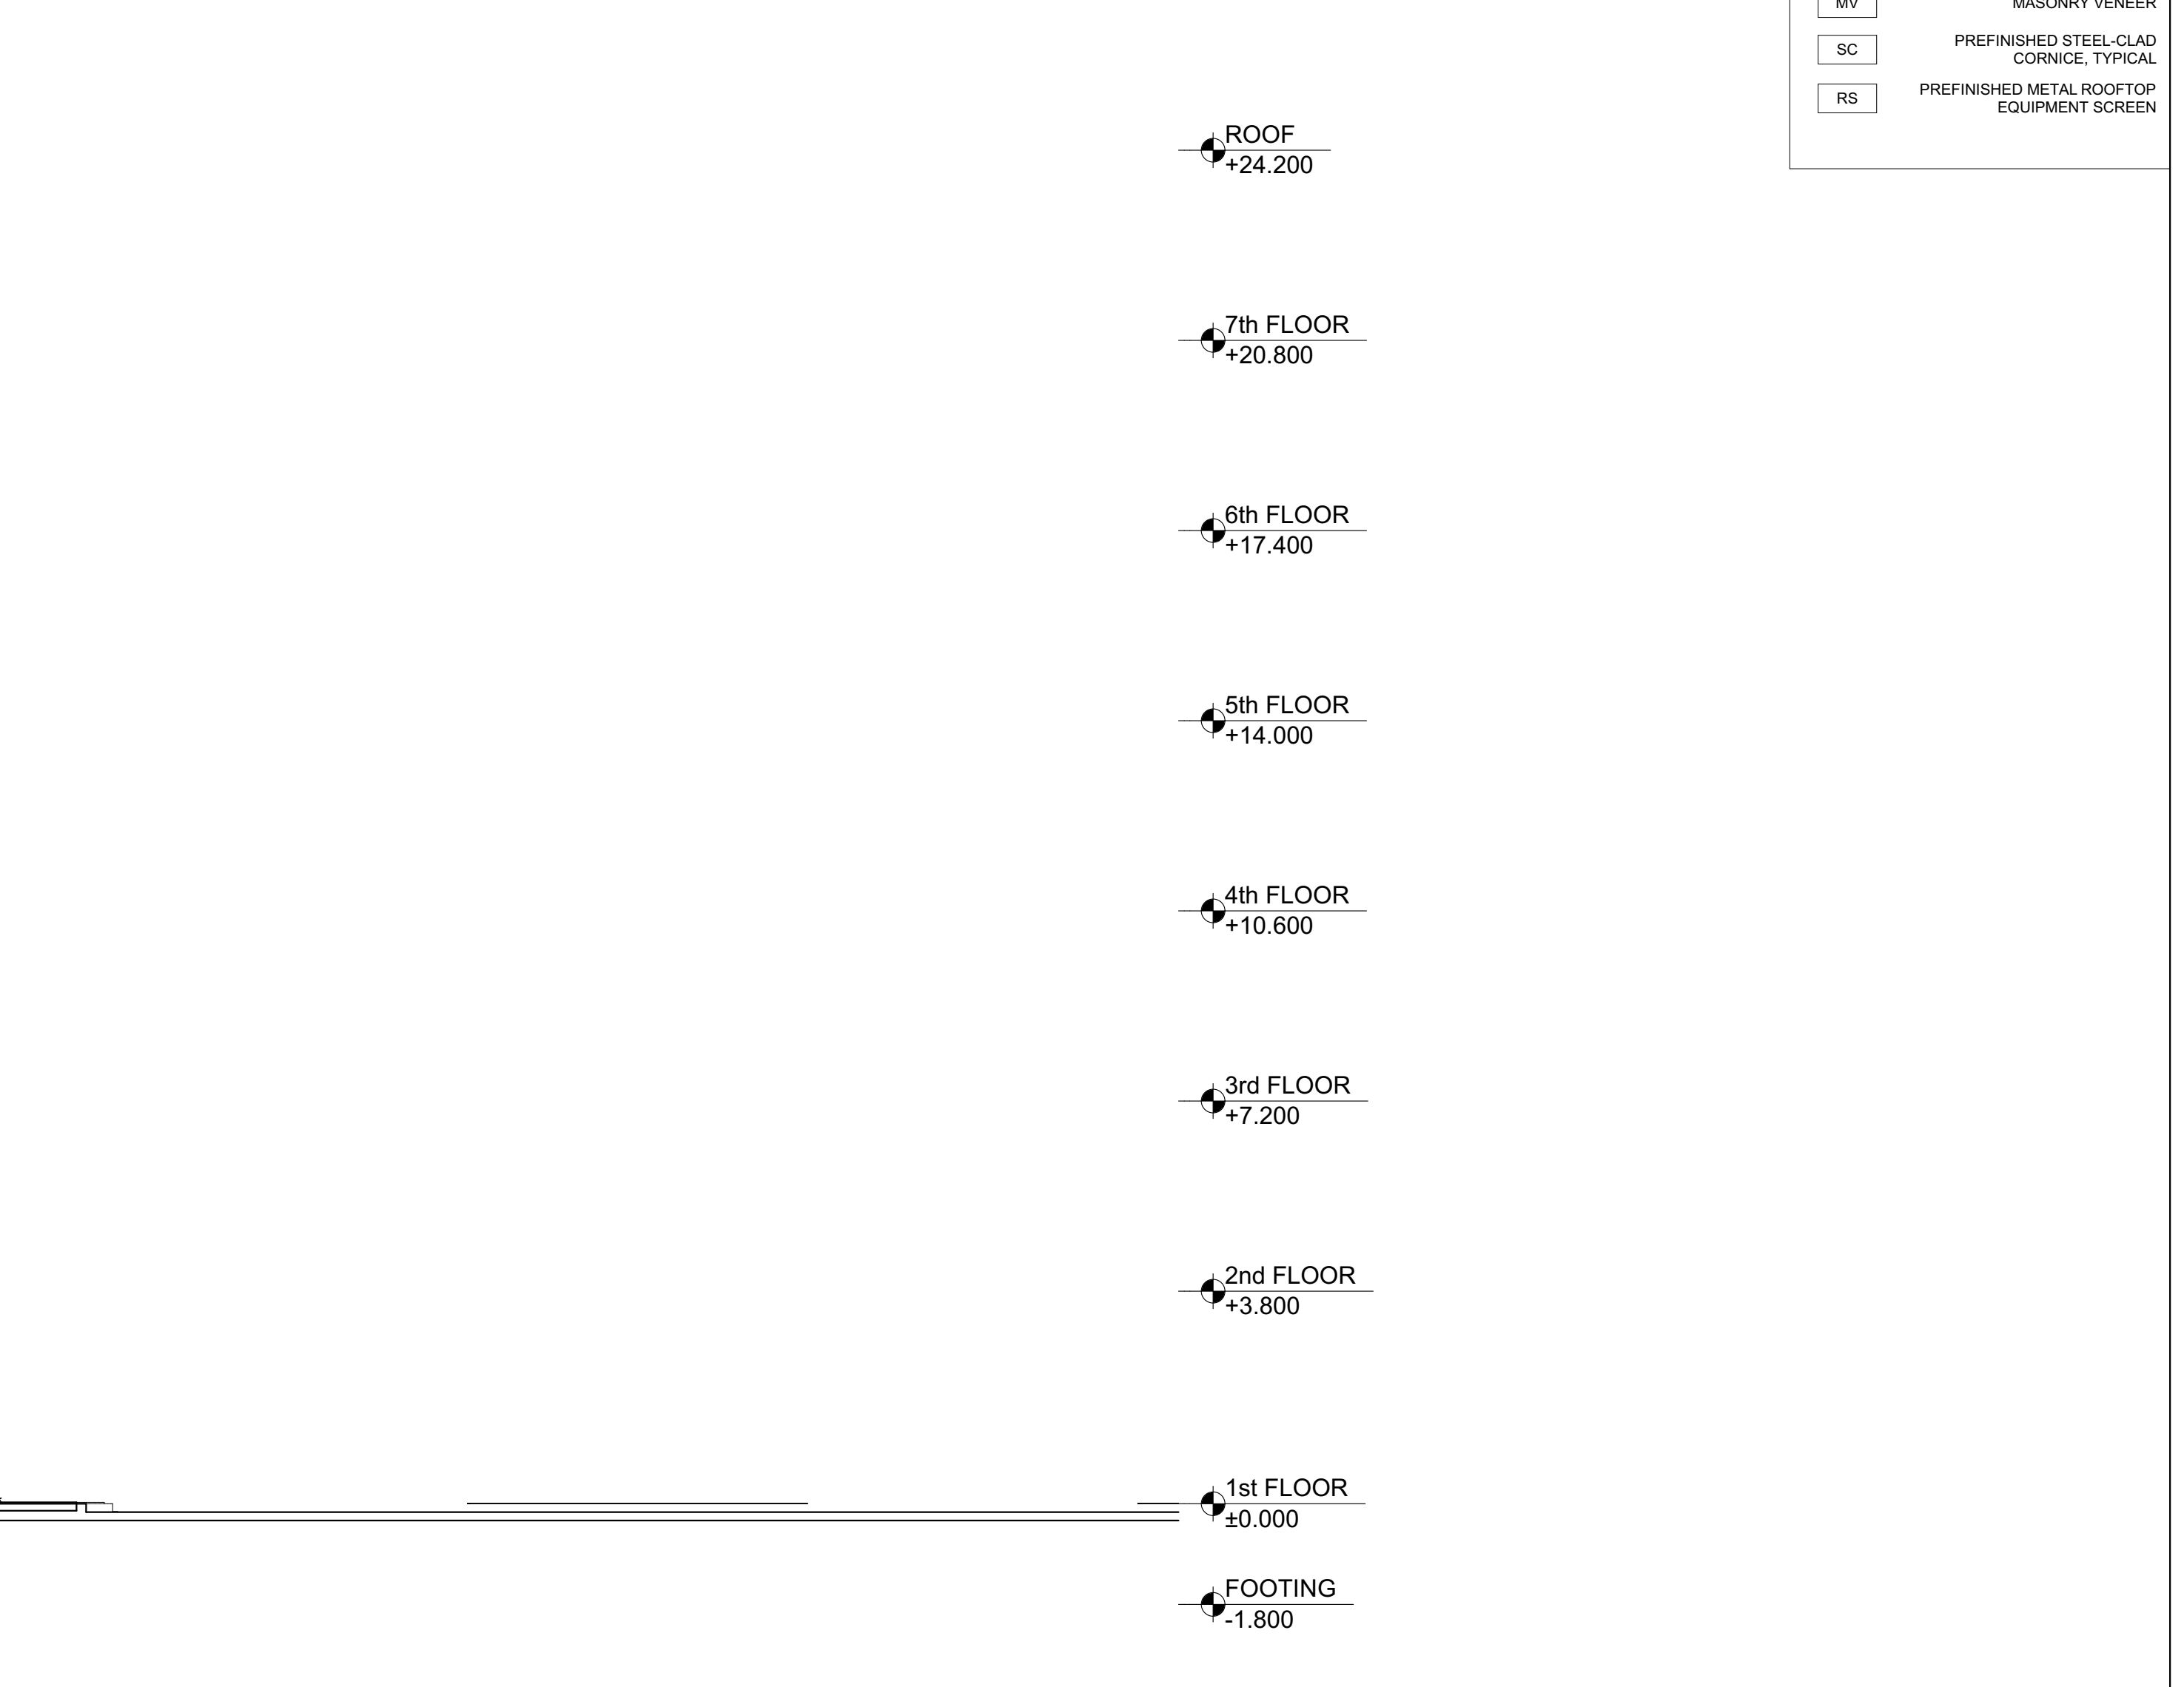 MV
MASONRY VENEER
SC
PREFINISHED STEEL-CLAD
CORNICE, TYPICAL
RS
PREFINISHED METAL ROOFTOP
EQUIPMENT SCREEN
ROOF
+24.200
7th FLOOR
+20.800
6th FLOOR
+17.400
5th FLOOR
+14.000
4th FLOOR
+10.600
3rd FLOOR
+7.200
2nd FLOOR
+3.800
1st FLOOR
±0.000
FOOTING
-1.800